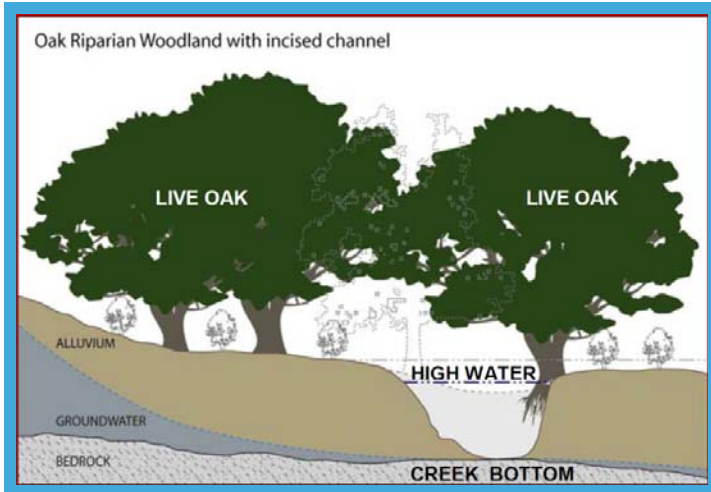 Oak Riparian Woodland with incised channel
LIVE OAK
LIVE OAK
ALLUVIUM
HIGH WATER
GROUNDWATER
BEDROCK
CREEK BOTTOM